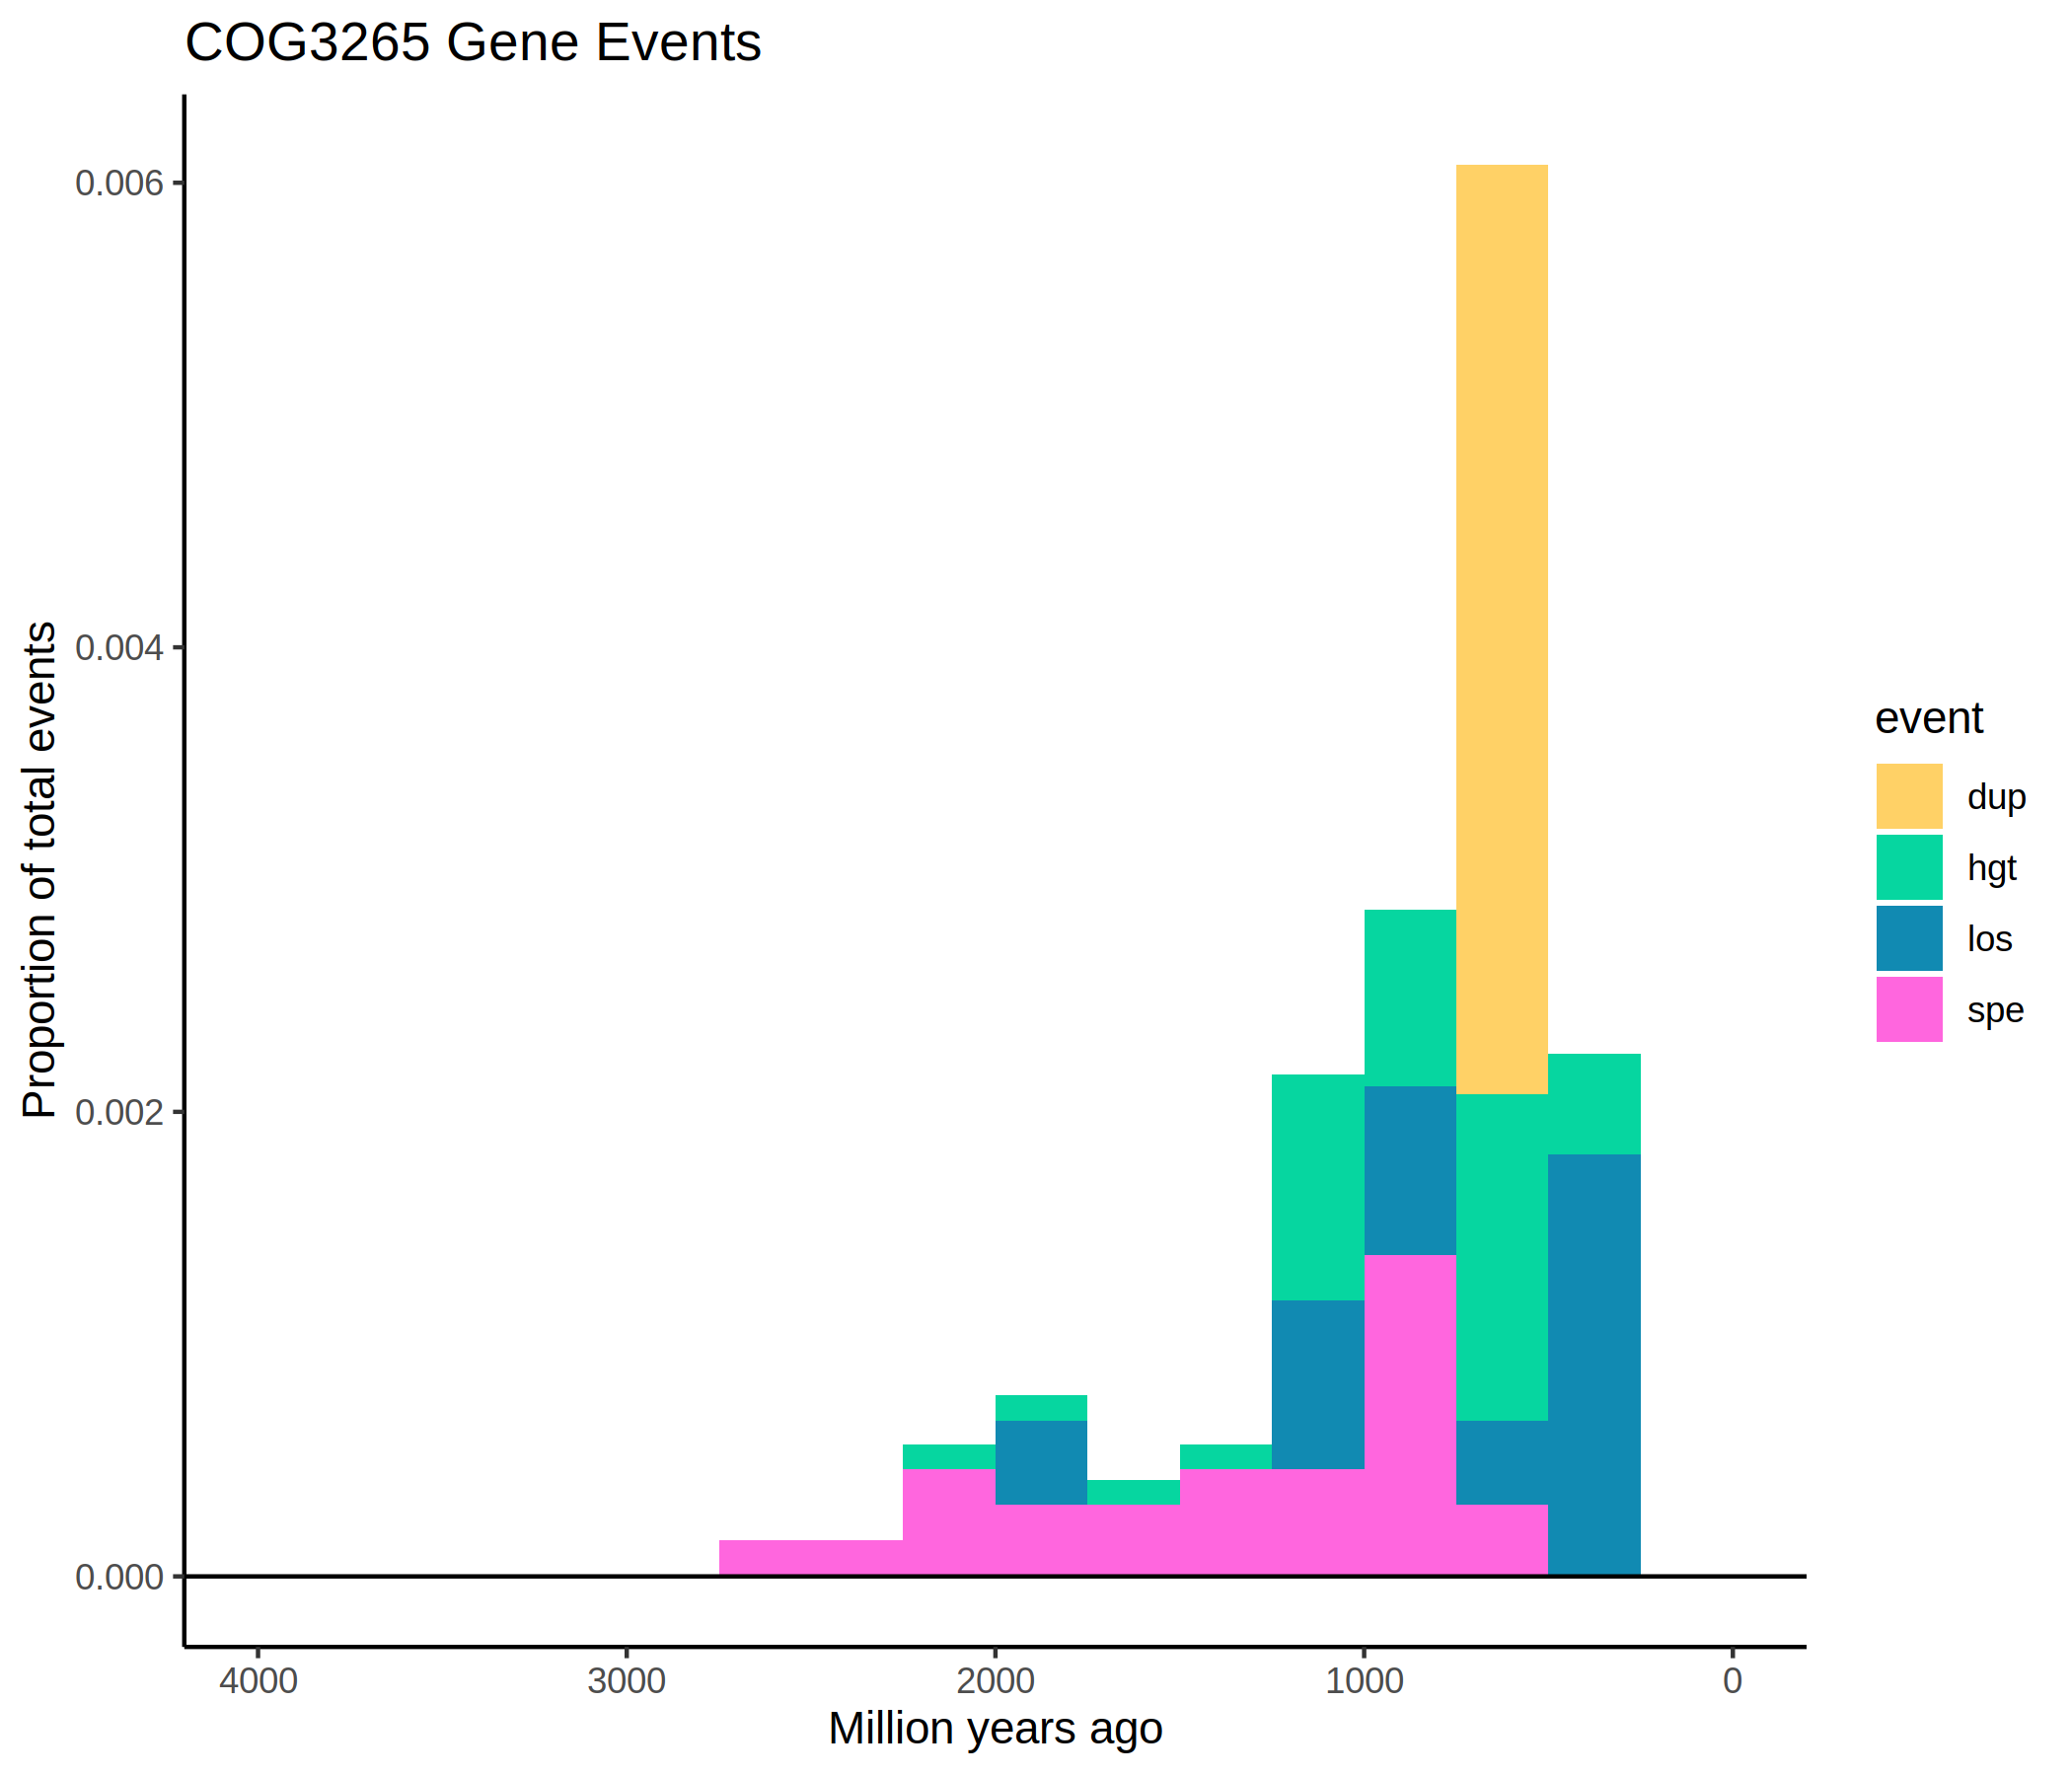 COG3265 Gene Events
Proportion of total events
0.006
0.004
0.002
0.000
4000 3000 2000 1000 0
Million years ago
event
dup
hgt
los
spe